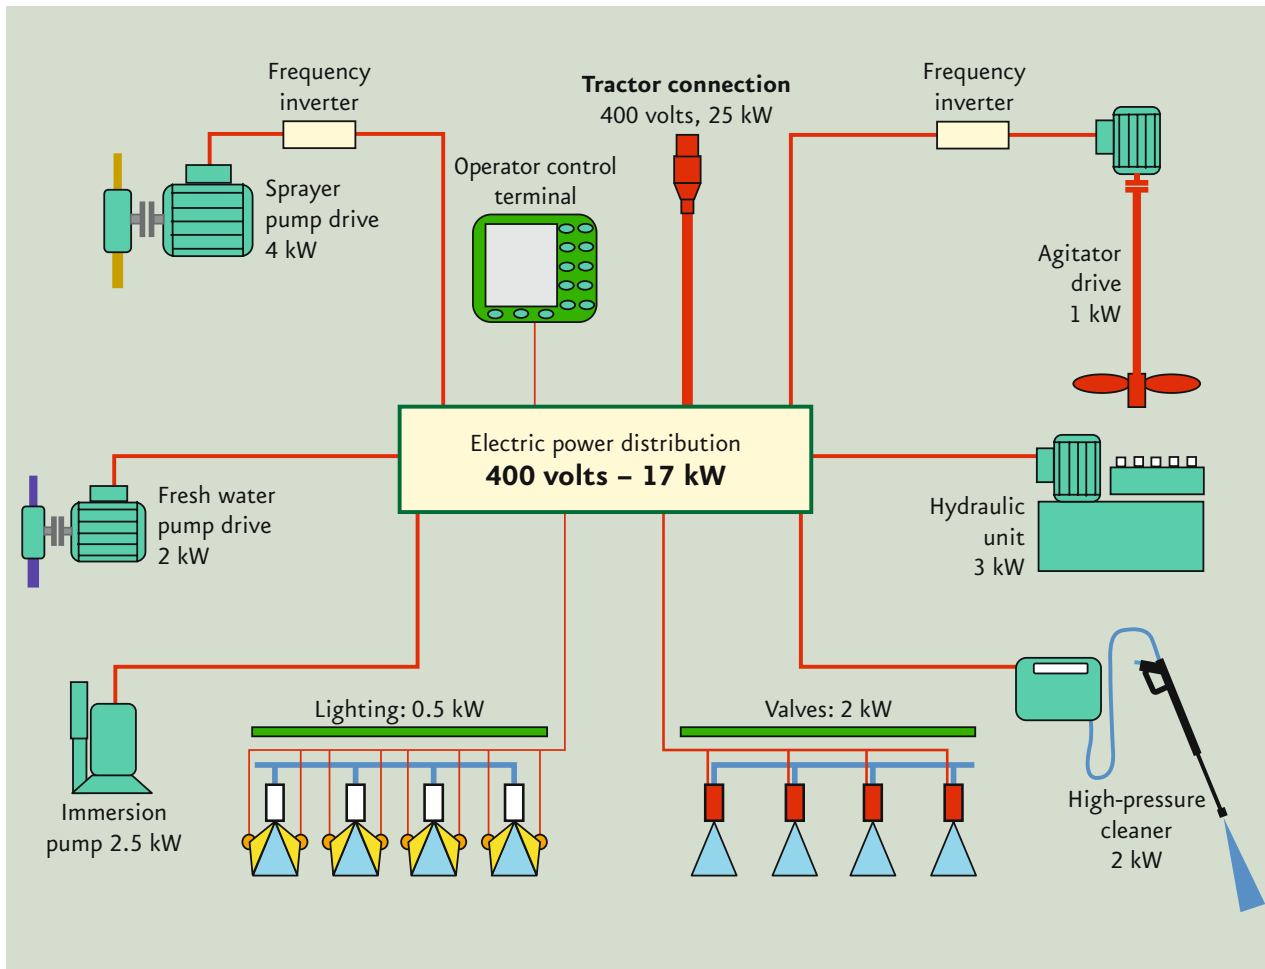 Frequency
inverter
Tractor connection
400 volts, 25 kW
Frequency
inverter
Operator control
terminal
Sprayer
pump drive
4 kW
Agitator
drive
1 kW
Electric power distribution
400 volts – 17 kW
Fresh water
pump drive
2 kW
Hydraulic
unit
3 kW
Lighting: 0.5 kW
Valves: 2 kW
Immersion
pump 2.5 kW
High-pressure
cleaner
2 kW